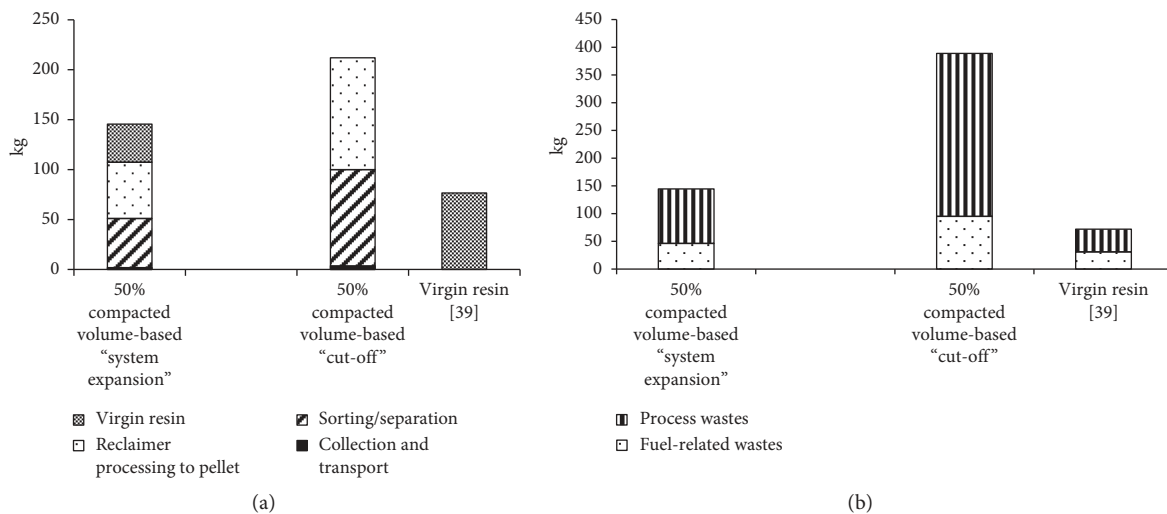 250
200
150
100
50
0
kg
50%
compacted
volume-based
“system
expansion”
50%
compacted
volume-based
“cut-off”
Virgin resin
[39]
Virgin resin
Reclaimer
processing to pellet
Sorting/separation
Collection and
transport
(a)
450
400
350
300
250
200
150
100
50
0
kg
50%
compacted
volume-based
“system
expansion”
50%
compacted
volume-based
“cut-off”
Virgin resin
[39]
Process wastes
Fuel-related wastes
(b)